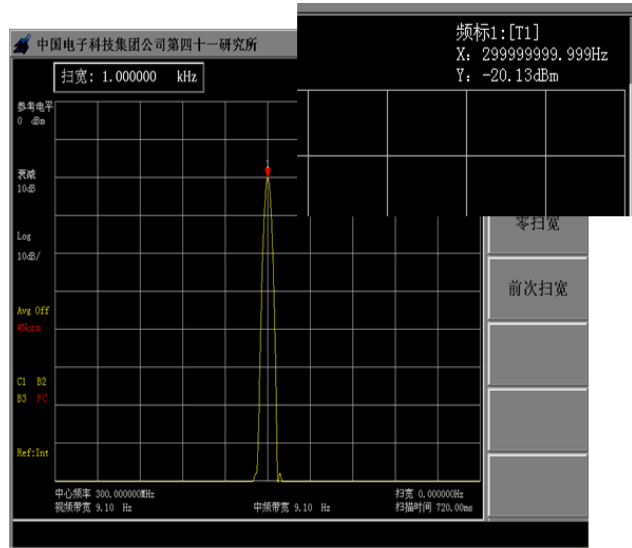 中国电子科技集团公司第四十一研究所
扫宽: 1.000000 kHz
频标1:[T1]
X: 299999999.999Hz
Y: -20.13dBm
参考电平
0 dBm
衰减
10dB
Log
10dB/
Avg Off
#Norm
C1 B2
B3 FC
Ref:Int
零扫宽
前次扫宽
中心频率 300.000000MHz
扫宽 0.000000Hz
视频带宽 9.10 Hz
中频带宽 9.10 Hz
扫描时间 720.00ms